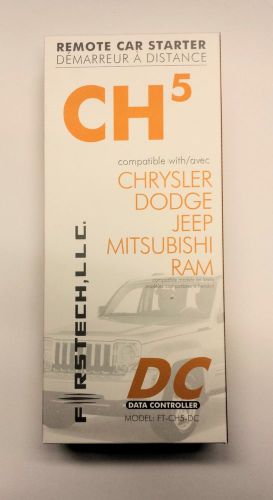 REMOTE CAR STARTER
DÉMARREUR À DISTANCE
CH5
compatible with/avec
CHRYSLER
DODGE
JEEP
MITSUBISHI
RAM
FIRSTECH, LLC.
DC
DATA CONTROLLER
MODEL: FT-CH5-DC